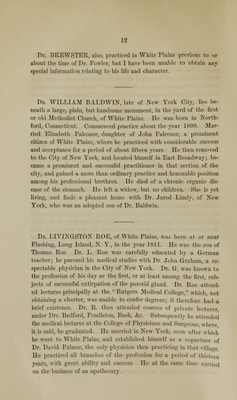 12
Dr. BREWSTER, also, practiced in White Plains previous to or
about the time of Dr. Fowler, but I have been unable to obtain any
special information relating to his life and character.
Dr. WILLIAM BALDWIN, late of New York City, lies be-
neath a large, plain, but handsome monument, in the yard of the first
or old Methodist Church, of White Plains. He was born in North-
ford, Connecticut. Commenced practice about the year 1800. Mar-
ried Elizabeth Falconer, daughter of John Falconer, a prominent
citizen of White Plains, where he practiced with considerable success
and acceptance for a period of about fifteen years. He then removed
to the City of New York, and located himself in East Broadway; be-
came a prominent and successful practitioner in that section of the
city, and gained a more than ordinary practice and honorable position
among his professional brethren. He died of a chronic organic dis-
ease of the stomach. He left a widow, but no children. She is yet
living, and finds a pleasant home with Dr. Jared Linsly, of New
York, who was an adopted son of Dr. Baldwin.
Dr. LIVINGSTON ROE, of White Plains, was born at or near
Flushing, Long Island, N. Y., in the year 1811. He was the son of
Thomas Roe. Dr. L. Roe was carefully educated by a German
teacher; he pursued his medical studies with Dr. John Graham, a re-
spectable physician in the City of New York. Dr. G. was known to
the profession of his day as the first, or at least among the first, sub-
jects of successful extirpation of the parotid gland. Dr. Roe attend-
ed lectures principally at the "Rutgers Medical College," which, not
obtaining a charter, was unable to confer degrees; it therefore had a
brief existence. Dr. R. then attended courses of private lectures,
under Drs. Bedford, Pendleton, Bush, &c. Subsequently he attended
the medical lectures at the College of Physicians and Surgeons, where,
it is said, he graduated. He married in New York, soon after which
he went to White Plains, and established himself as a copartner of
Dr. David Palmer, the only physician then practicing in that village.
He practiced all branches of the profession for a period of thirteen
years, with great ability and success. He at the same time carried
on the business of an apothecary.